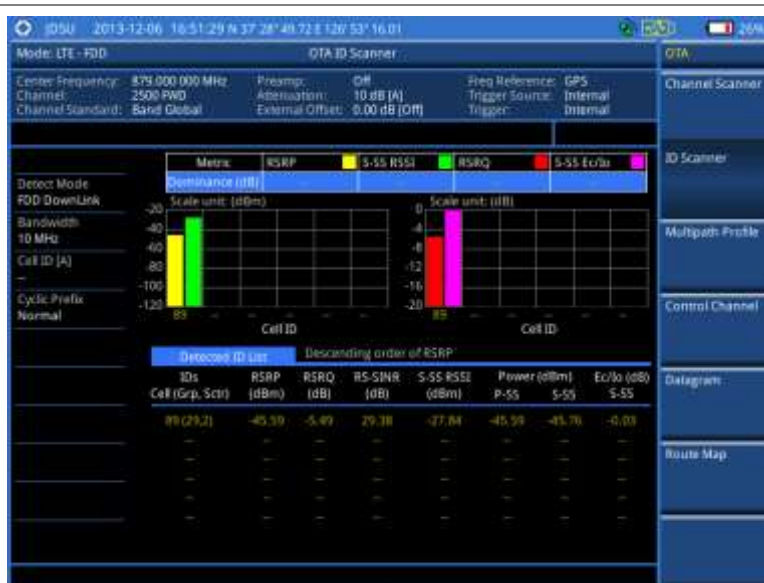 JDSU 2013-12-06 16:51:29 N 37° 28' 49.72 E 126° 53' 16.01 26%
Mode: LTE - FDD OTA ID Scanner OTA
Center Frequency: 879.000 000 MHz Preamp: Off Freq Reference: GPS
Channel: 2500 FWD Attenuation: 10 dB [A] Trigger Source: Internal
Channel Standard: Band Global External Offset: 0.00 dB [Off] Trigger: Internal
Channel Scanner
ID Scanner
Multipath Profile
Control Channel
Datagram
Route Map
Detect Mode
FDD DownLink
Bandwidth
10 MHz
Cell ID [A]
--
Cyclic Prefix
Normal
Metric RSRP S-SS RSSI RSRQ S-SS Ec/Io
Dominance (dB) - - - -
Scale unit: (dBm) Scale unit: (dB)
-20 0
-40 -4
-60 -8
-80 -12
-100 -16
-120 -20
89 - - - - - 89 - - - - -
Cell ID Cell ID
Detected ID List Descending order of RSRP
IDs RSRP RSRQ RS-SINR S-SS RSSI Power (dBm) Ec/Io (dB)
Cell (Grp, Sctr) (dBm) (dB) (dB) (dBm) P-SS S-SS S-SS
89 (29,2) -45.59 -5.49 29.38 -27.84 -45.59 -45.76 -0.03
-- -- -- -- -- -- -- --
-- -- -- -- -- -- -- --
-- -- -- -- -- -- -- --
-- -- -- -- -- -- -- --
-- -- -- -- -- -- -- --